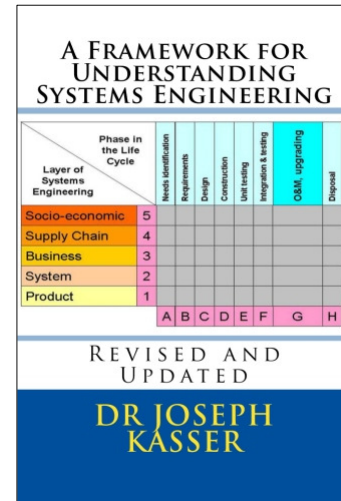 A FRAMEWORK FOR
UNDERSTANDING
SYSTEMS ENGINEERING
Phase in
the Life
Cycle
Layer of
Systems
Engineering
Needs identification
Requirements
Design
Construction
Unit testing
Integration & testing
O&M, upgrading
Disposal
Socio-economic 5
Supply Chain 4
Business 3
System 2
Product 1
A B C D E F G H
REVISED AND
UPDATED
DR JOSEPH
KASSER